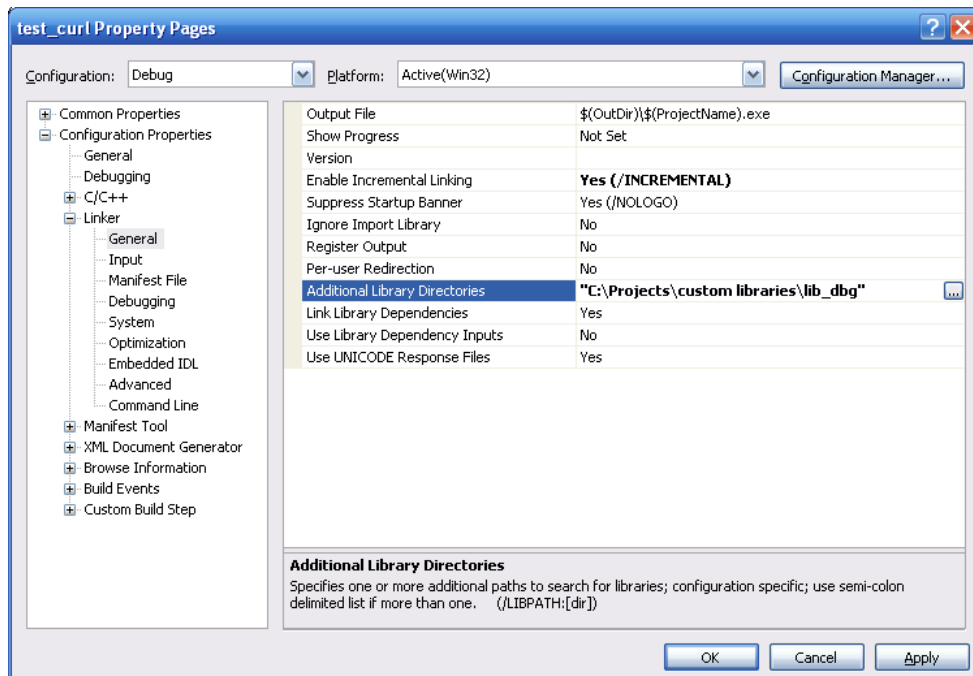 test_curl Property Pages
Configuration: Debug Platform: Active(Win32) Configuration Manager...
Common Properties
Configuration Properties
General
Debugging
C/C++
Linker
General
Input
Manifest File
Debugging
System
Optimization
Embedded IDL
Advanced
Command Line
Manifest Tool
XML Document Generator
Browse Information
Build Events
Custom Build Step
Output File $(OutDir)\$(ProjectName).exe
Show Progress Not Set
Version
Enable Incremental Linking Yes (/INCREMENTAL)
Suppress Startup Banner Yes (/NOLOGO)
Ignore Import Library No
Register Output No
Per-user Redirection No
Additional Library Directories "C:\Projects\custom libraries\lib_dbg" ...
Link Library Dependencies Yes
Use Library Dependency Inputs No
Use UNICODE Response Files Yes
Additional Library Directories
Specifies one or more additional paths to search for libraries; configuration specific; use semi-colon
delimited list if more than one. (/LIBPATH:[dir])
OK Cancel Apply